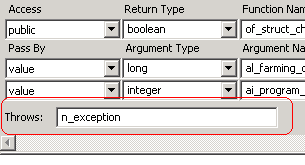 Access Return Type Function Nam
public boolean of_struct_ch
Pass By Argument Type Argument Na
value long al_farming_c
value integer ai_program_
Throws: n_exception